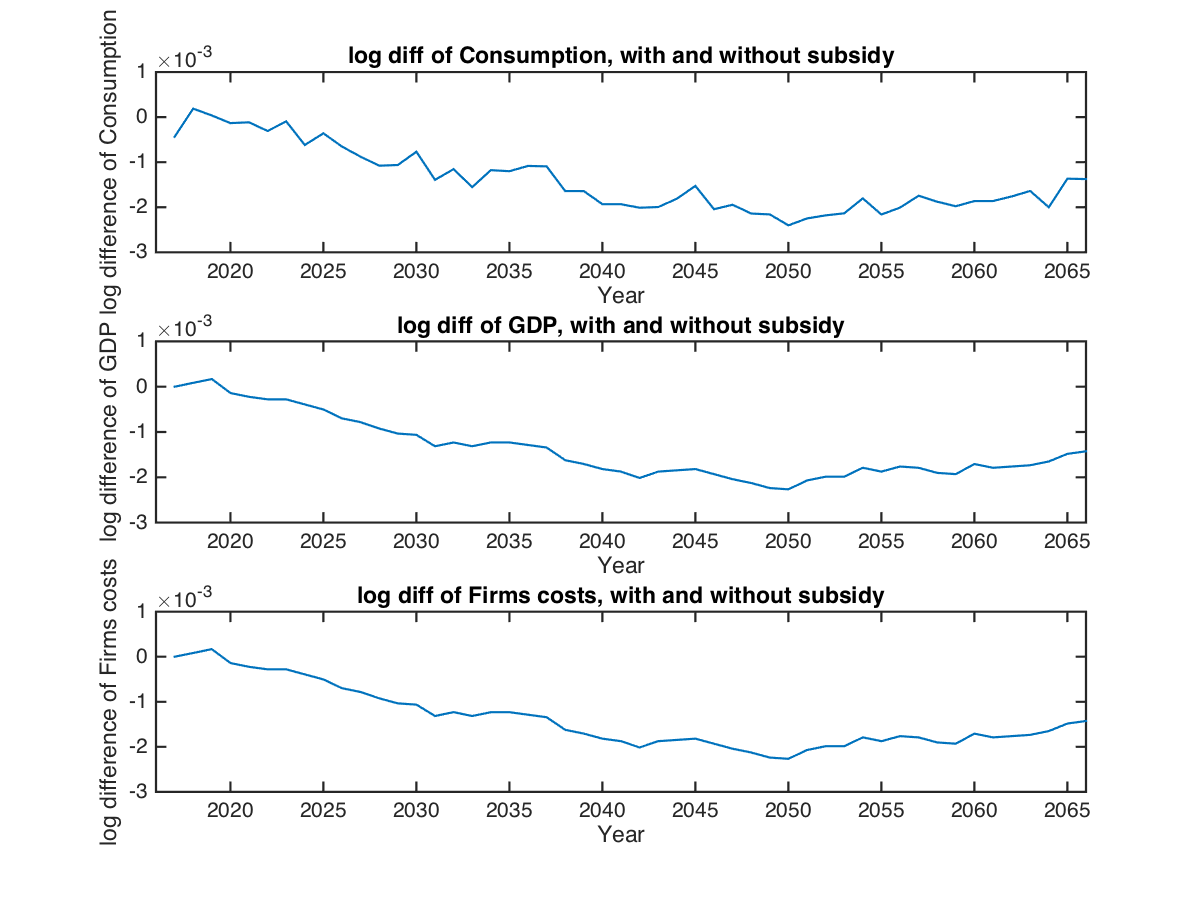 log diff of Consumption, with and without subsidy
×10-3
log difference of Consumption
1
0
-1
-2
-3
2020 2025 2030 2035 2040 2045 2050 2055 2060 2065
Year
log diff of GDP, with and without subsidy
×10-3
log difference of GDP
1
0
-1
-2
-3
2020 2025 2030 2035 2040 2045 2050 2055 2060 2065
Year
log diff of Firms costs, with and without subsidy
×10-3
log difference of Firms costs
1
0
-1
-2
-3
2020 2025 2030 2035 2040 2045 2050 2055 2060 2065
Year